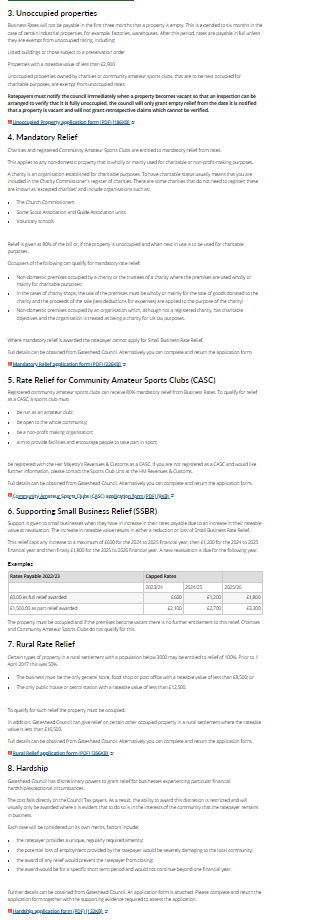 3. Unoccupied properties
Business Rates will not be payable in the first three months that a property is empty. This is extended to six months in the
case of certain industrial properties, for example, factories, warehouses. After this period, rates are payable in full unless
they are exempt from unoccupied rating, including:
Listed buildings or those subject to a preservation order
Properties with a rateable value of less than £2,900
Unoccupied properties owned by charities or community amateur sports clubs, that are to be next occupied for
charitable purposes, are exempt from unoccupied rates.
Ratepayers must notify the council immediately when a property becomes vacant so that an inspection can be
arranged to verify that it is fully unoccupied, the council will only grant empty relief from the date it is notified
that a property is vacant and will not grant retrospective claims which cannot be verified.
Unoccupied Property application form (PDF) [186KB]
4. Mandatory Relief
Charities and registered Community Amateur Sports Clubs are entitled to mandatory relief from rates.
This applies to any non-domestic property that is wholly or mainly used for charitable or non-profit-making purposes.
A charity is an organisation established for charitable purposes. To have charitable status usually means that you are
included in the Charity Commissioner's register of charities. There are some charities that do not need to register; these
are known as 'excepted charities' and include organisations such as:
The Church Commissioners
Some Scout Association and Guide Association units
Voluntary schools
Relief is given at 80% of the bill or, if the property is unoccupied and when next in use is to be used for charitable
purposes.
Occupiers of the following can qualify for mandatory rate relief:
Non-domestic premises occupied by a charity or the trustees of a charity where the premises are used wholly or
mainly for charitable purposes;
In the cases of charity shops, the use of the premises must be wholly or mainly for the sale of goods donated to the
charity and the proceeds of the sale (less deductions for expenses) are applied to the purpose of the charity;
Non-domestic premises occupied by an organisation which, although not a registered charity, has charitable
objectives and the organisation is treated as being a charity for UK tax purposes.
Where mandatory relief is awarded the ratepayer cannot apply for Small Business Rate Relief.
Full details can be obtained from Gateshead Council. Alternatively you can complete and return the application form.
Mandatory Relief application form (PDF) [226KB]
5. Rate Relief for Community Amateur Sports Clubs (CASC)
Registered community amateur sports clubs can receive 80% mandatory relief from Business Rates. To qualify for relief
as a CASC, a sports club must:
be run as an amateur club;
be open to the whole community;
be a non-profit making organisation;
aim to provide facilities and encourage people to take part in sport;
be registered with the Her Majesty's Revenues & Customs as a CASC. If you are not registered as a CASC and would like
further information, please contact the Sports Club Unit at the HM Revenues & Customs.
Full details can be obtained from Gateshead Council. Alternatively you can complete and return the application form.
Community Amateur Sports Clubs (CASC) application form (PDF)
6. Supporting Small Business Relief (SSBR)
Support is given to small businesses when they have in increase in their rates payable due to an increase in their rateable
value at revaluation. The increase in rateable value results in either a reduction or loss of Small Business Rate Relief.
This relief caps any increase to a maximum of £600 for the 2024 to 2025 financial year, then £1,200 for the 2024 to 2025
financial year and then finally £1,800 for the 2025 to 2026 financial year. A new revaluation is due for the following year.
Examples
Rates Payable 2022/23 Capped Rates
2023/24 2024/25 2025/26
£0.00 as full relief awarded £600 £1,200 £1,800
£1,500.00 as part relief awarded £2,100 £2,700 £3,300
The property must be occupied and if the premises become vacant there is no further entitlement to this relief. Charities
and Community Amateur Sports Clubs do not qualify for this.
7. Rural Rate Relief
Certain types of property in a rural settlement with a population below 3000 may be entitled to relief of 100%. Prior to 1
April 2017 this was 50%.
The business must be the only general store, food shop or post office with a rateable value of less than £8,500; or
The only public house or petrol station with a rateable value of less than £12,500.
To qualify for such relief the property must be occupied.
In addition, Gateshead Council can give relief on certain other occupied property in a rural settlement where the rateable
value is less than £16,500.
Full details can be obtained from Gateshead Council. Alternatively you can complete and return the application form.
Rural Relief application form (PDF) [356KB]
8. Hardship
Gateshead Council has discretionary powers to grant relief for businesses experiencing particular financial
hardship/exceptional circumstances.
The cost falls directly on the Council Tax payers. As a result, the ability to award this discretion is restricted and will
usually only be awarded where it is evident that to do so is in the interests of the community that the taxpayer remains
in business.
Each case will be considered on its own merits, factors include:
the ratepayer provides a unique, regularly required amenity;
the potential loss of employment provided by the ratepayer would be severely damaging to the local community;
the award of any relief would prevent the ratepayer from closing;
the award would be for a specific short term period and would not continue beyond one financial year.
Further details can be obtained from Gateshead Council. An application form is attached. Please complete and return the
application form together with the supporting evidence required to assess the application.
Hardship application form (PDF) [132KB]